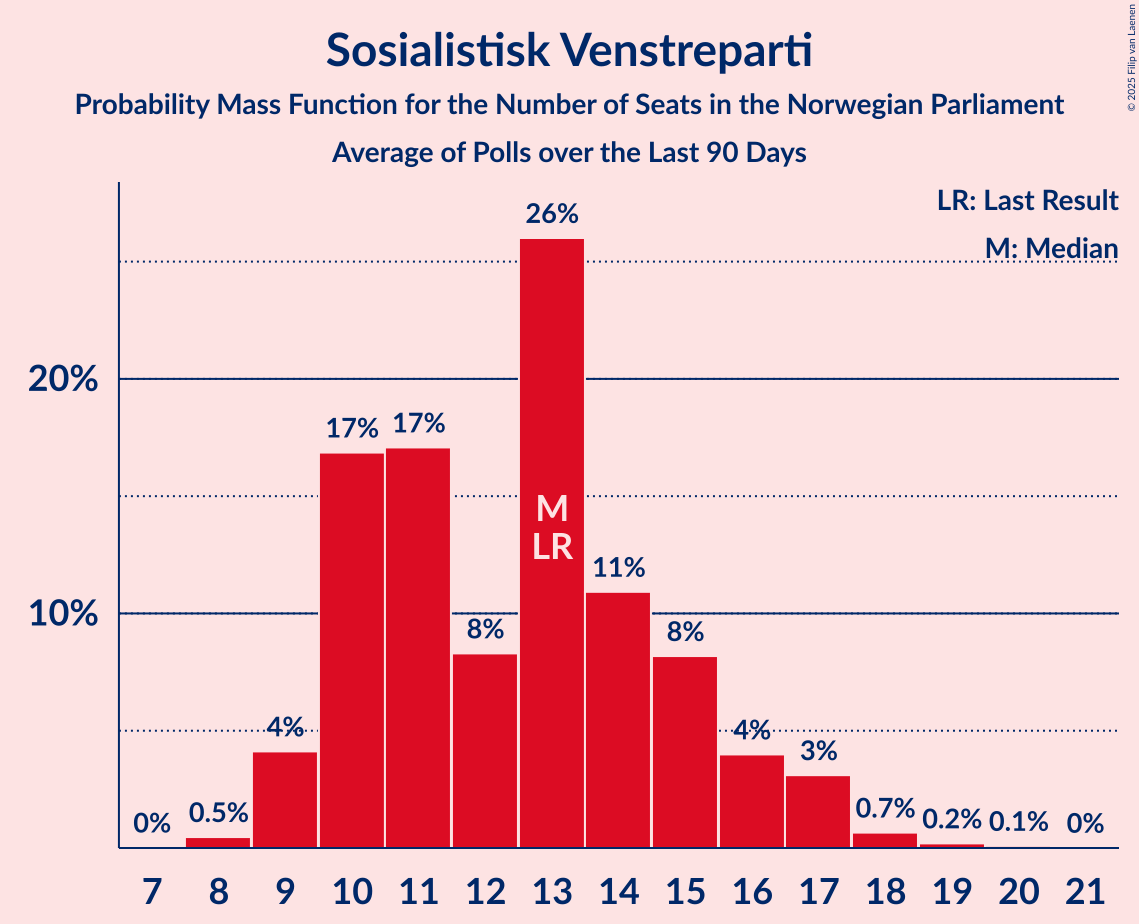 © 2025 Filip van Laenen
Sosialistisk Venstreparti
Probability Mass Function for the Number of Seats in the Norwegian Parliament
Average of Polls over the Last 90 Days
LR: Last Result
M: Median
20%
10%
0%
0.5%
4%
17%
17%
8%
26%
M
LR
11%
8%
4%
3%
0.7%
0.2%
0.1%
0%
7 8 9 10 11 12 13 14 15 16 17 18 19 20 21